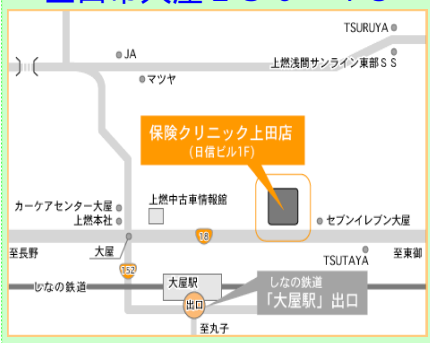 TSURUYA
JA
上燃浅間サンライン東部SS
マツヤ
保険クリニック上田店
(日信ビル1F)
カーケアセンター大屋
上燃本社
上燃中古車情報館
セブンイレブン大屋
18
至長野
大屋
TSUTAYA
至東御
152
しなの鉄道
大屋駅
出口
しなの鉄道
「大屋駅」出口
至丸子